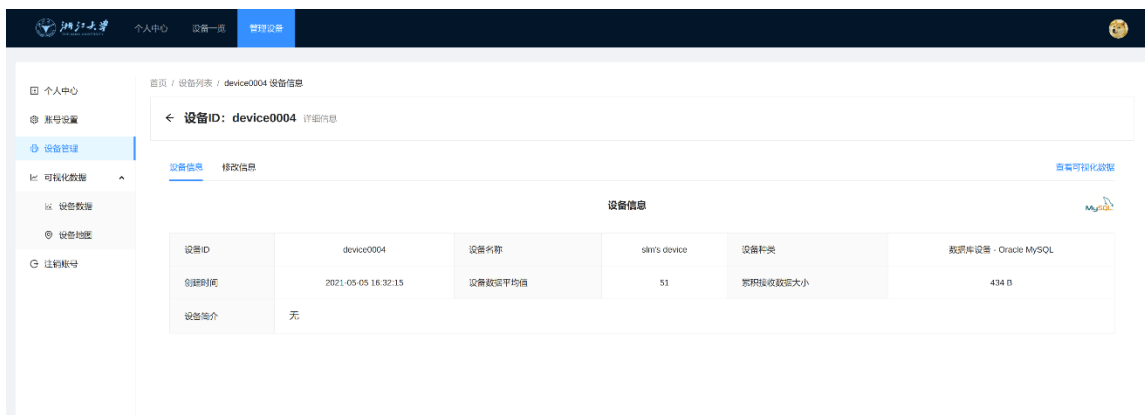 浙江大学 个人中心 设备一览 管理设备
首页 / 设备列表 / device0004 设备信息
个人中心
← 设备ID：device0004 详细信息
账号设置
设备管理
设备信息 修改信息 查看可视化数据
可视化数据
设备数据
设备信息 MySQL
设备地图
设备ID device0004 设备名称 slm's device 设备种类 数据库设备 - Oracle MySQL
注销账号
创建时间 2021-05-05 16:32:15 设备数据平均值 51 累积接收数据大小 434 B
设备简介 无